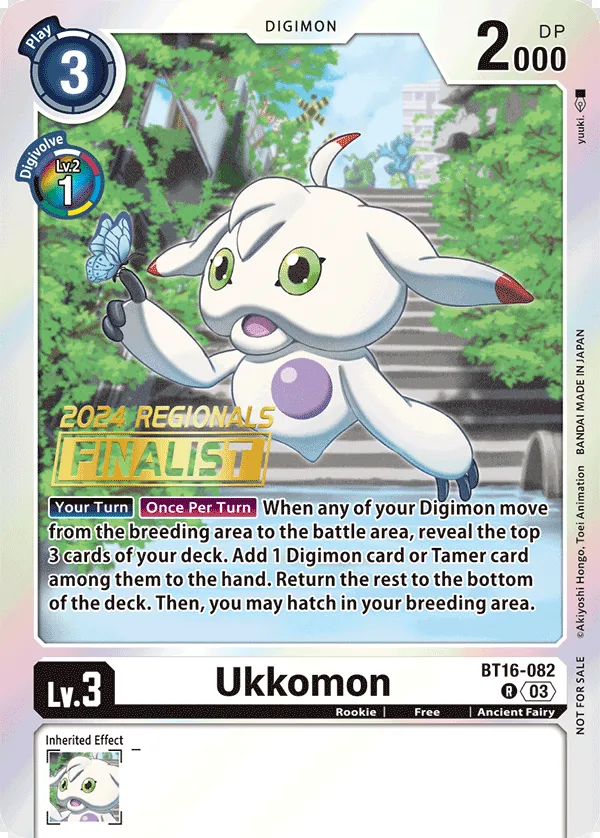 DIGIMON
Play
3
DP
2000
yuuki.
Digivolve
Lv.2
1
2024 REGIONALS
FINALIST
Your Turn Once Per Turn When any of your Digimon move
from the breeding area to the battle area, reveal the top
3 cards of your deck. Add 1 Digimon card or Tamer card
among them to the hand. Return the rest to the bottom
of the deck. Then, you may hatch in your breeding area.
©Akiyoshi Hongo, Toei Animation BANDAI MADE IN JAPAN
NOT FOR SALE
Lv.3
Ukkomon
BT16-082
R 03
Rookie | Free | Ancient Fairy
Inherited Effect
–